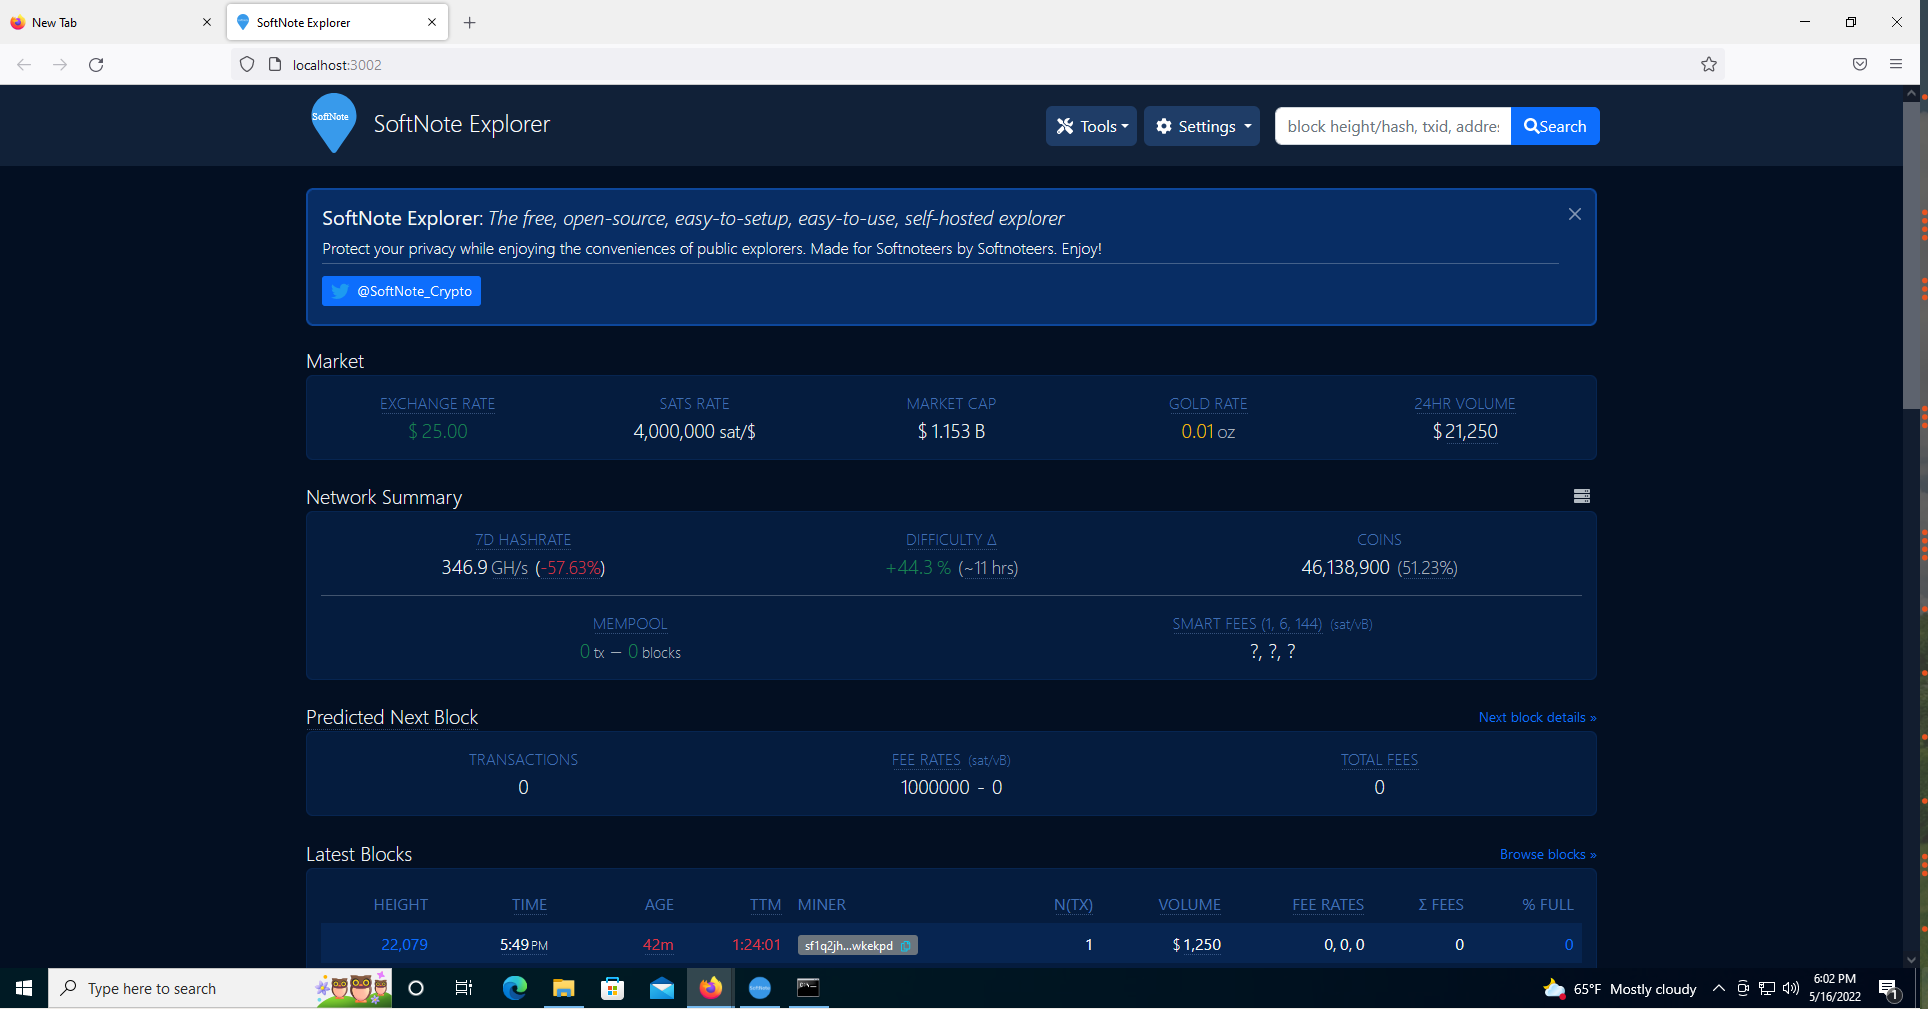 New Tab
SoftNote Explorer
localhost:3002
SoftNote
SoftNote Explorer
Tools
Settings
block height/hash, txid, addres
Search
SoftNote Explorer: The free, open-source, easy-to-setup, easy-to-use, self-hosted explorer
Protect your privacy while enjoying the conveniences of public explorers. Made for Softnoteers by Softnoteers. Enjoy!
@SoftNote_Crypto
Market
EXCHANGE RATE SATS RATE MARKET CAP GOLD RATE 24HR VOLUME
$ 25.00 4,000,000 sat/$ $ 1.153 B 0.01 oz $ 21,250
Network Summary
7D HASHRATE DIFFICULTY Δ COINS
346.9 GH/s (-57.63%) +44.3 % (~11 hrs) 46,138,900 (51.23%)
MEMPOOL SMART FEES (1, 6, 144) (sat/vB)
0 tx – 0 blocks ?, ?, ?
Predicted Next Block Next block details »
TRANSACTIONS FEE RATES (sat/vB) TOTAL FEES
0 1000000 - 0 0
Latest Blocks Browse blocks »
HEIGHT TIME AGE TTM MINER N(TX) VOLUME FEE RATES Σ FEES % FULL
22,079 5:49 PM 42m 1:24:01 sf1q2jh...wkekpd 1 $ 1,250 0, 0, 0 0 0
Type here to search
SoftNote
65°F Mostly cloudy
6:02 PM
5/16/2022
1